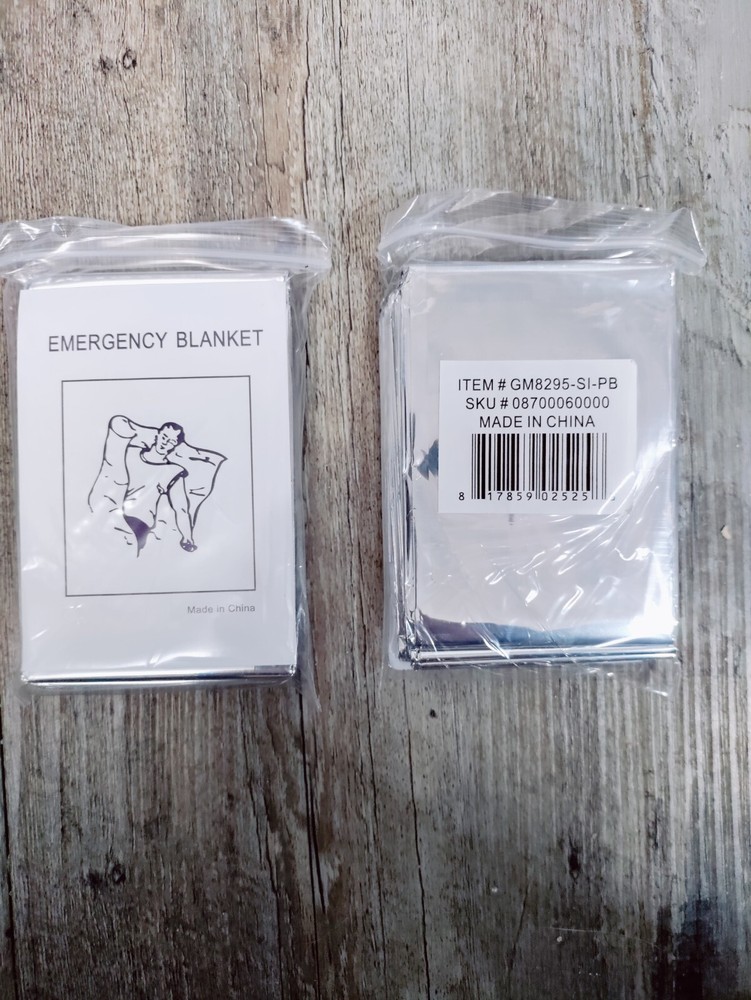 EMERGENCY BLANKET
Made in China
ITEM # GM8295-SI-PB
SKU # 08700060000
MADE IN CHINA
8 17859 02525